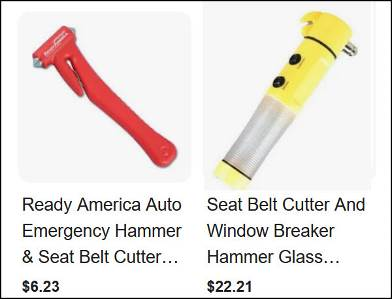 Ready America Auto
Emergency Hammer
& Seat Belt Cutter…
$6.23
Seat Belt Cutter And
Window Breaker
Hammer Glass…
$22.21